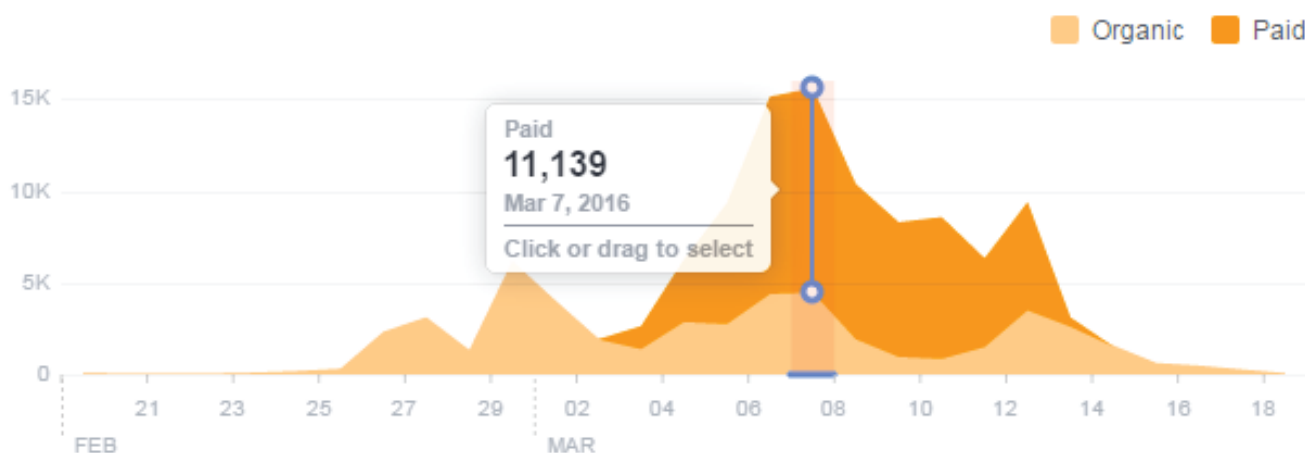 Organic Paid
15K
Paid
11,139
10K
Mar 7, 2016
Click or drag to select
5K
0
21 23 25 27 29 02 04 06 08 10 12 14 16 18
FEB MAR